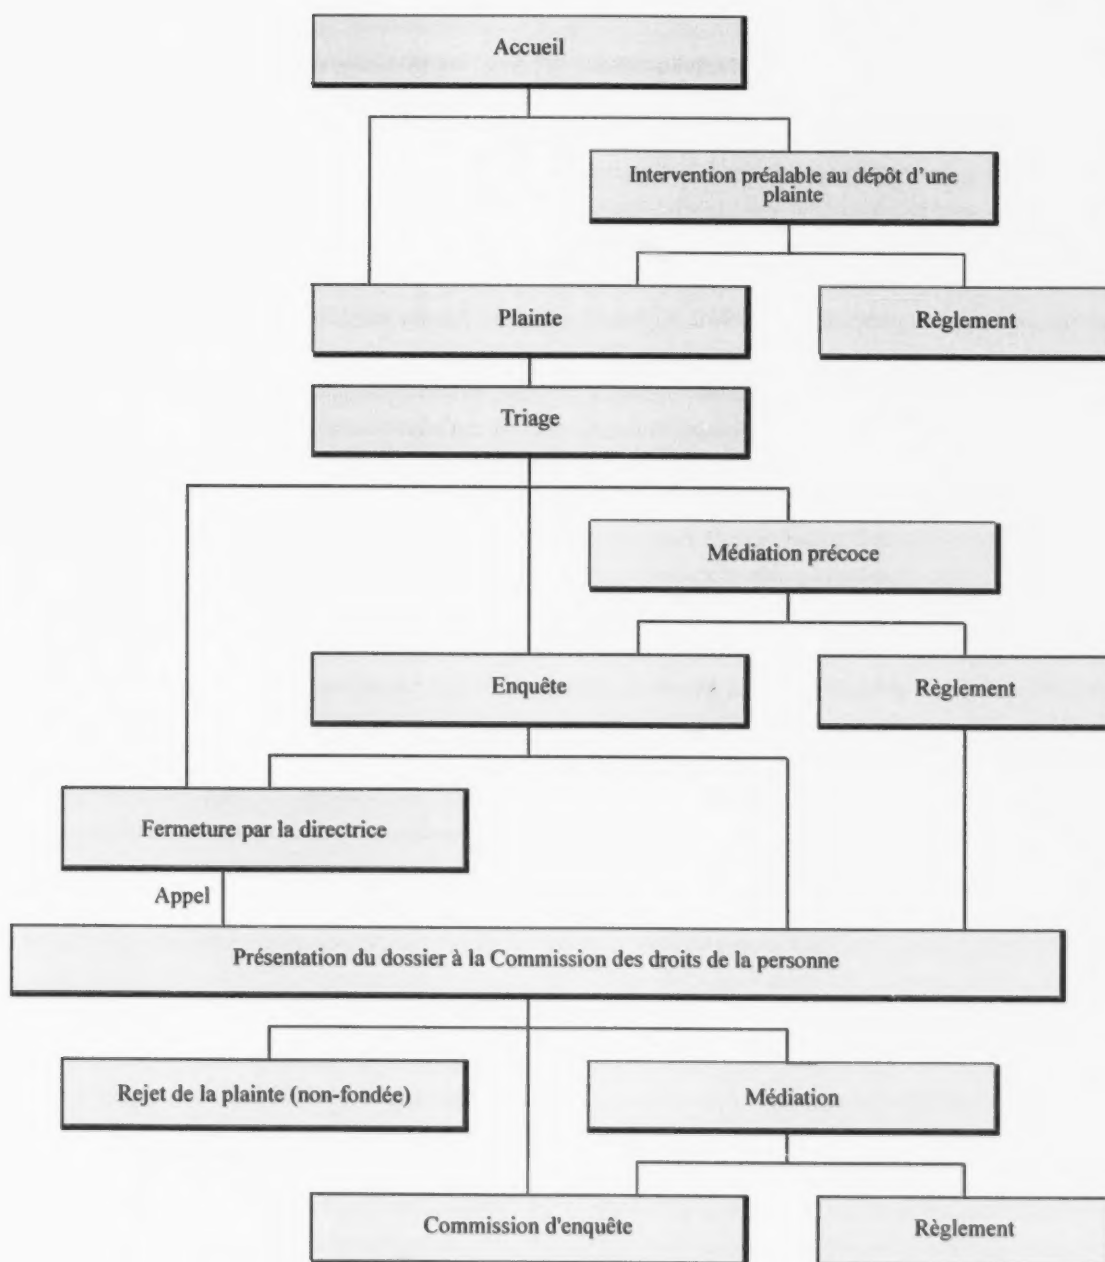 Accueil
Intervention préalable au dépôt d'une
plainte
Plainte
Règlement
Triage
Médiation précoce
Enquête
Règlement
Fermeture par la directrice
Appel
Présentation du dossier à la Commission des droits de la personne
Rejet de la plainte (non-fondée)
Médiation
Commission d'enquête
Règlement